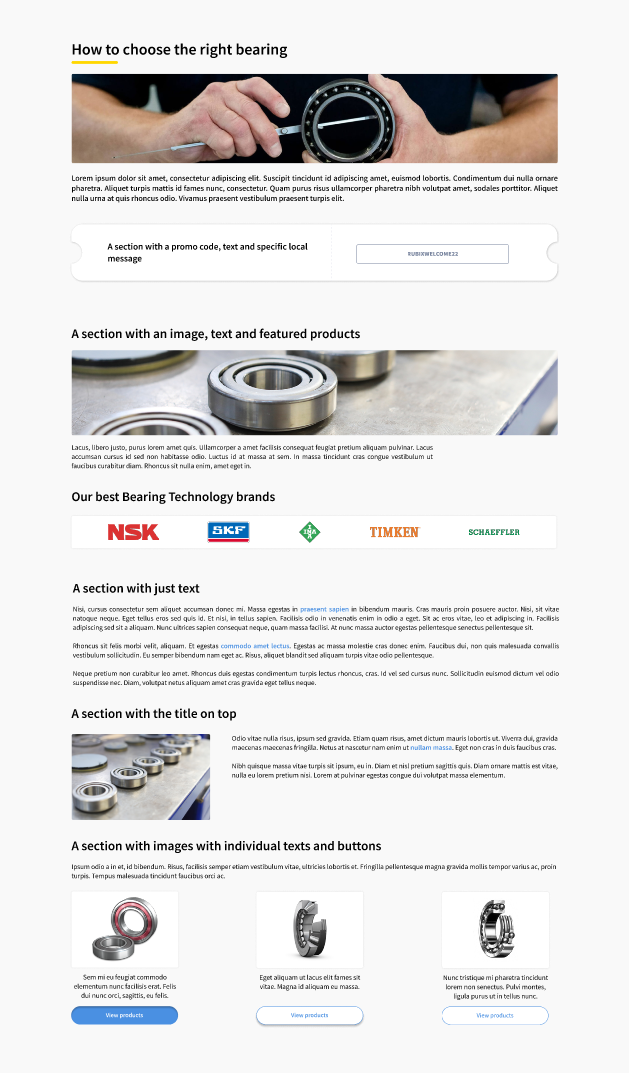 How to choose the right bearing
Lorem ipsum dolor sit amet, consectetur adipiscing elit. Suscipit tincidunt id adipiscing amet, euismod lobortis. Condimentum dui nulla ornare
pharetra. Aliquet turpis mattis id fames nunc, consectetur. Quam purus risus ullamcorper pharetra nibh volutpat amet, sodales porttitor. Aliquet
nulla urna at quis rhoncus odio. Vivamus praesent vestibulum praesent turpis elit.
A section with a promo code, text and specific local
message
RUBIXWELCOME22
A section with an image, text and featured products
Lacus, libero justo, purus lorem amet quis. Ullamcorper a amet facilisis consequat feugiat pretium aliquam pulvinar. Lacus
accumsan cursus id sed non habitasse odio. Luctus id at massa at sem. In massa tincidunt cras congue vestibulum ut
faucibus curabitur diam. Rhoncus sit nulla enim, amet eget in.
Our best Bearing Technology brands
NSK SKF INA TIMKEN SCHAEFFLER
A section with just text
Nisi, cursus consectetur sem aliquet accumsan donec mi. Massa egestas in praesent sapien in bibendum mauris. Cras mauris proin posuere auctor. Nisi, sit vitae
natoque neque. Eget tellus eros sed quis id. Et nisi, in tellus sapien. Facilisis odio in venenatis enim in odio a eget. Sit ac eros vitae, leo et adipiscing in. Facilisis
adipiscing sed sit a aliquam. Nunc ultrices sapien consequat neque, quam massa facilisi. At nunc massa auctor egestas pellentesque senectus pellentesque sit.
Rhoncus sit felis morbi velit, aliquam. Et egestas commodo amet lectus. Egestas ac massa molestie cras donec enim. Faucibus dui, non quis malesuada convallis
vestibulum sollicitudin. Eu semper bibendum nam eget ac. Risus, aliquet blandit sed aliquam turpis vitae odio pellentesque.
Neque pretium non curabitur leo amet. Rhoncus duis egestas condimentum turpis lectus rhoncus, cras. Id vel sed cursus nunc. Sollicitudin euismod dictum vel odio
suspendisse nec. Diam, volutpat netus aliquam amet cras gravida eget tellus neque.
A section with the title on top
Odio vitae nulla risus, ipsum sed gravida. Etiam quam risus, amet dictum mauris lobortis ut. Viverra dui, gravida
maecenas maecenas fringilla. Netus at nascetur nam enim ut nullam massa. Eget non cras in duis faucibus cras.
Nibh quisque massa vitae turpis sit ipsum, eu in. Diam et nisl pretium sagittis quis. Diam ornare mattis est vitae,
nulla eu lorem pretium nisi. Lorem at pulvinar egestas congue dui volutpat massa elementum.
A section with images with individual texts and buttons
Ipsum odio a in et, id bibendum. Risus, facilisis semper etiam vestibulum vitae, ultricies lobortis et. Fringilla pellentesque magna gravida mollis tempor varius ac, proin
turpis. Tempus malesuada tincidunt faucibus orci ac.
Sem mi eu feugiat commodo
elementum nunc facilisis erat. Felis
dui nunc orci, sagittis, eu felis.
View products
Eget aliquam ut lacus elit fames sit
vitae. Magna id aliquam eu massa.
View products
Nunc tristique mi pharetra tincidunt
lorem non senectus. Pulvi montes,
ligula purus ut in tellus nunc.
View products